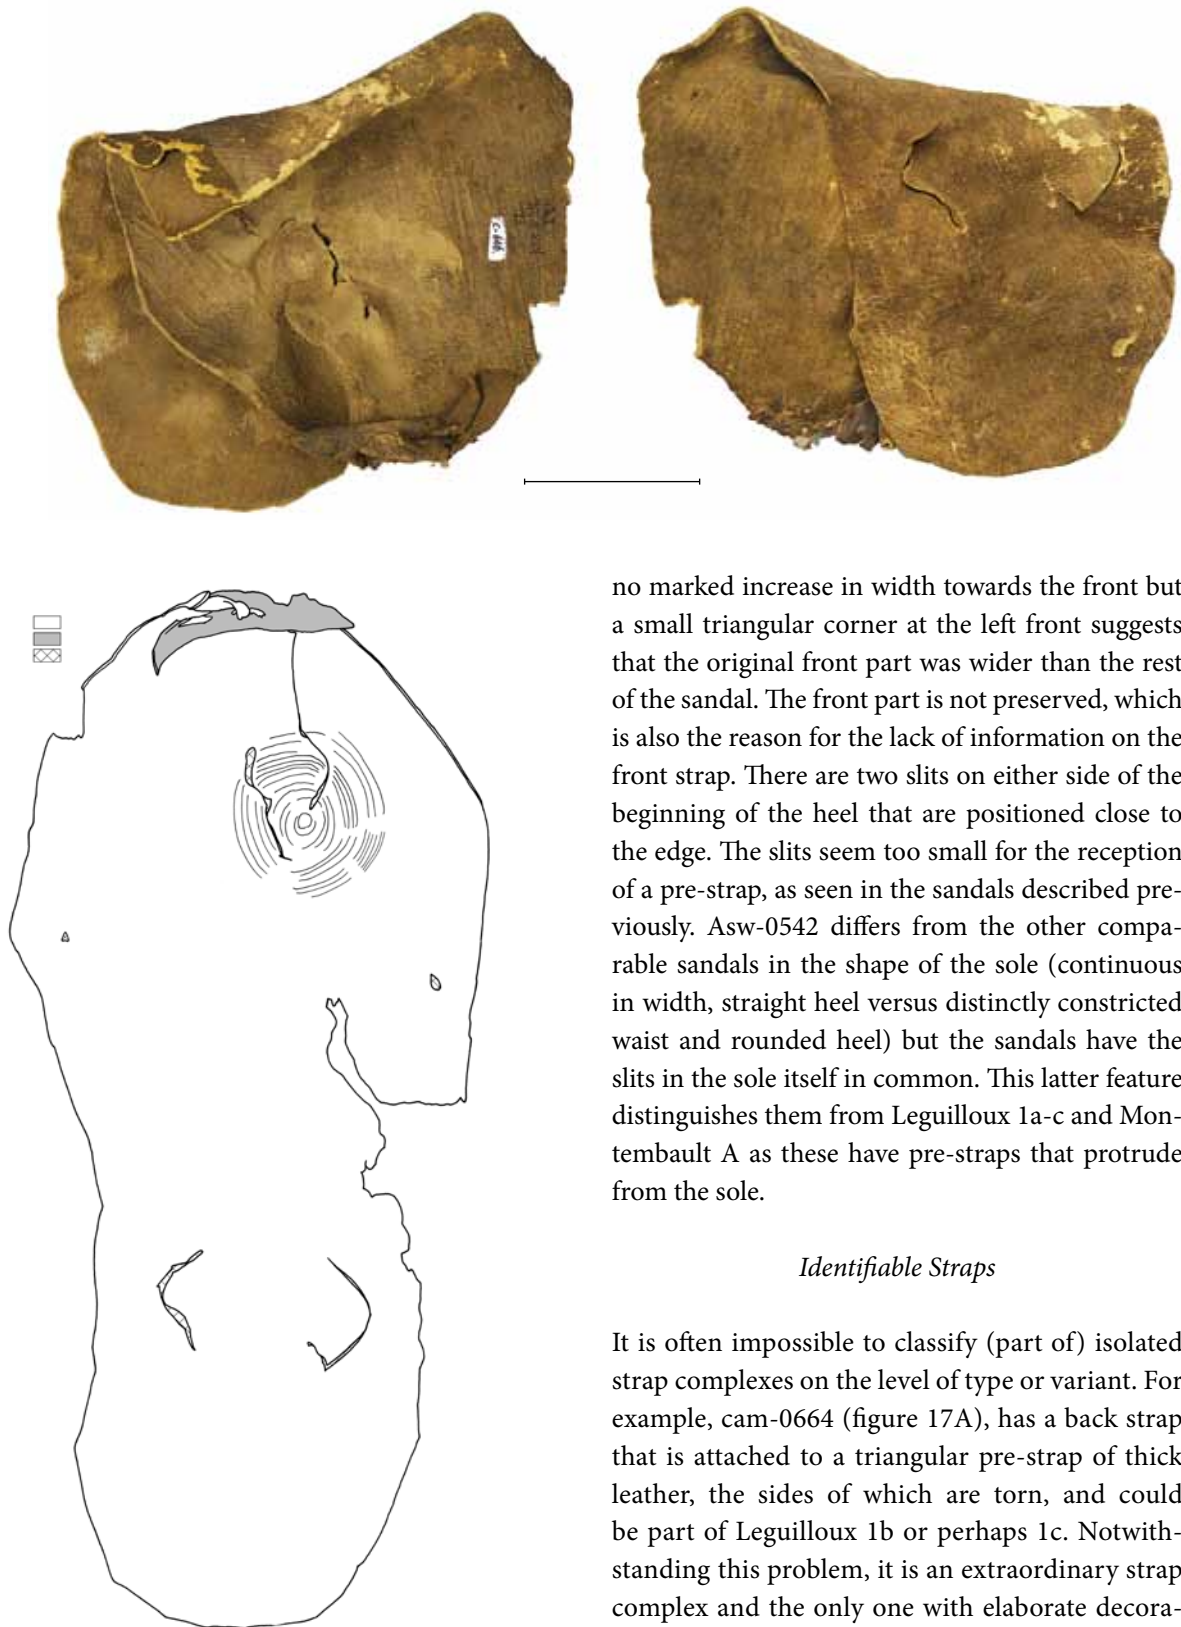 no marked increase in width towards the front but
a small triangular corner at the left front suggests
that the original front part was wider than the rest
of the sandal. The front part is not preserved, which
is also the reason for the lack of information on the
front strap. There are two slits on either side of the
beginning of the heel that are positioned close to
the edge. The slits seem too small for the reception
of a pre-strap, as seen in the sandals described pre-
viously. Asw-0542 differs from the other compa-
rable sandals in the shape of the sole (continuous
in width, straight heel versus distinctly constricted
waist and rounded heel) but the sandals have the
slits in the sole itself in common. This latter feature
distinguishes them from Leguilloux 1a-c and Mon-
tembault A as these have pre-straps that protrude
from the sole.
Identifiable Straps
It is often impossible to classify (part of) isolated
strap complexes on the level of type or variant. For
example, cam-0664 (figure 17A), has a back strap
that is attached to a triangular pre-strap of thick
leather, the sides of which are torn, and could
be part of Leguilloux 1b or perhaps 1c. Notwith-
standing this problem, it is an extraordinary strap
complex and the only one with elaborate decora-